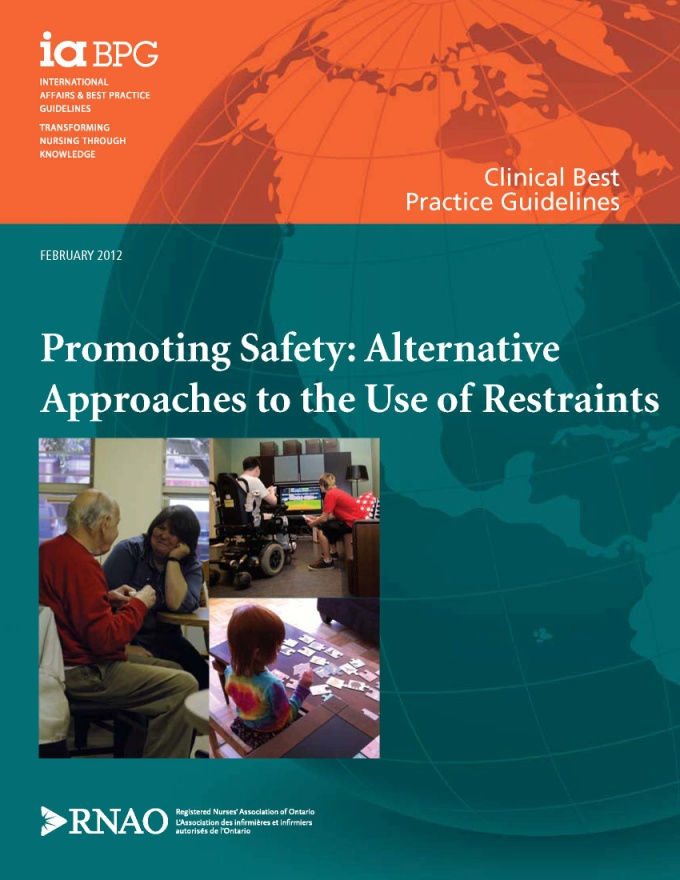 ia BPG
INTERNATIONAL
AFFAIRS & BEST PRACTICE
GUIDELINES
TRANSFORMING
NURSING THROUGH
KNOWLEDGE
Clinical Best
Practice Guidelines
FEBRUARY 2012
Promoting Safety: Alternative
Approaches to the Use of Restraints
RNAO
Registered Nurses' Association of Ontario
L'Association des infirmières et infirmiers
autorisés de l'Ontario